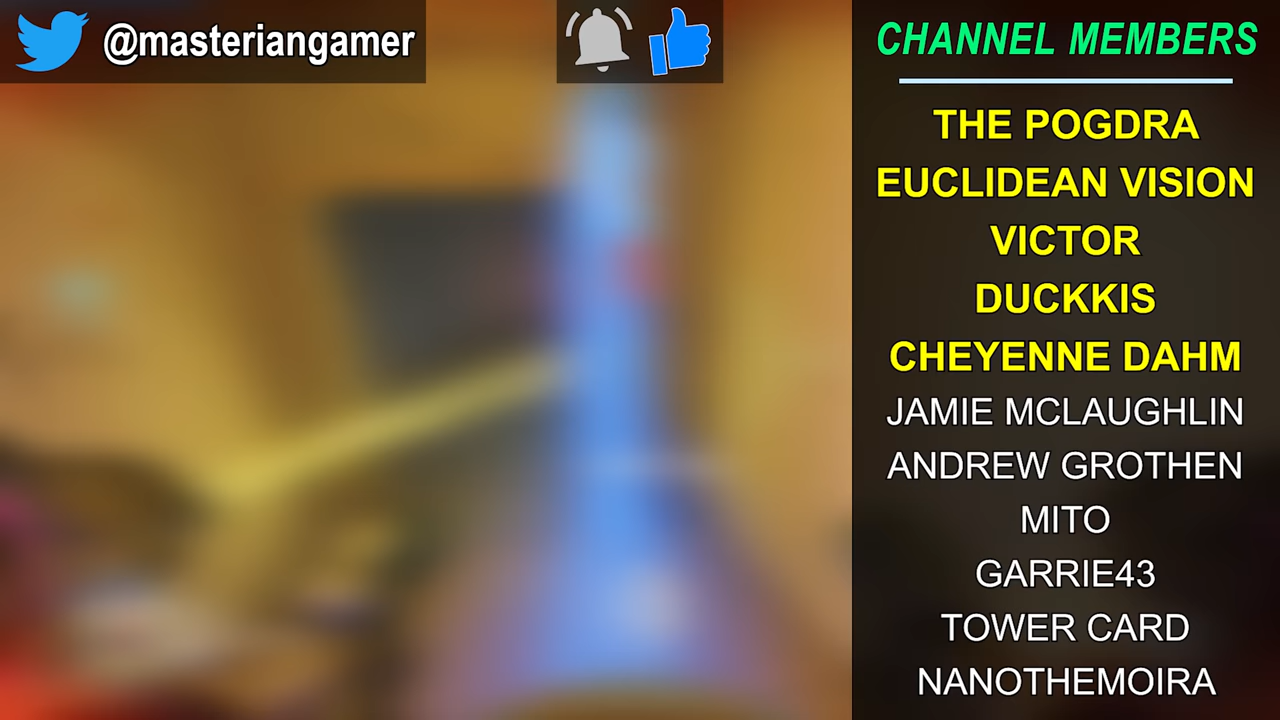 @masteriangamer
CHANNEL MEMBERS
THE POGDRA
EUCLIDEAN VISION
VICTOR
DUCKKIS
CHEYENNE DAHM
JAMIE MCLAUGHLIN
ANDREW GROTHEN
MITO
GARRIE43
TOWER CARD
NANOTHEMOIRA